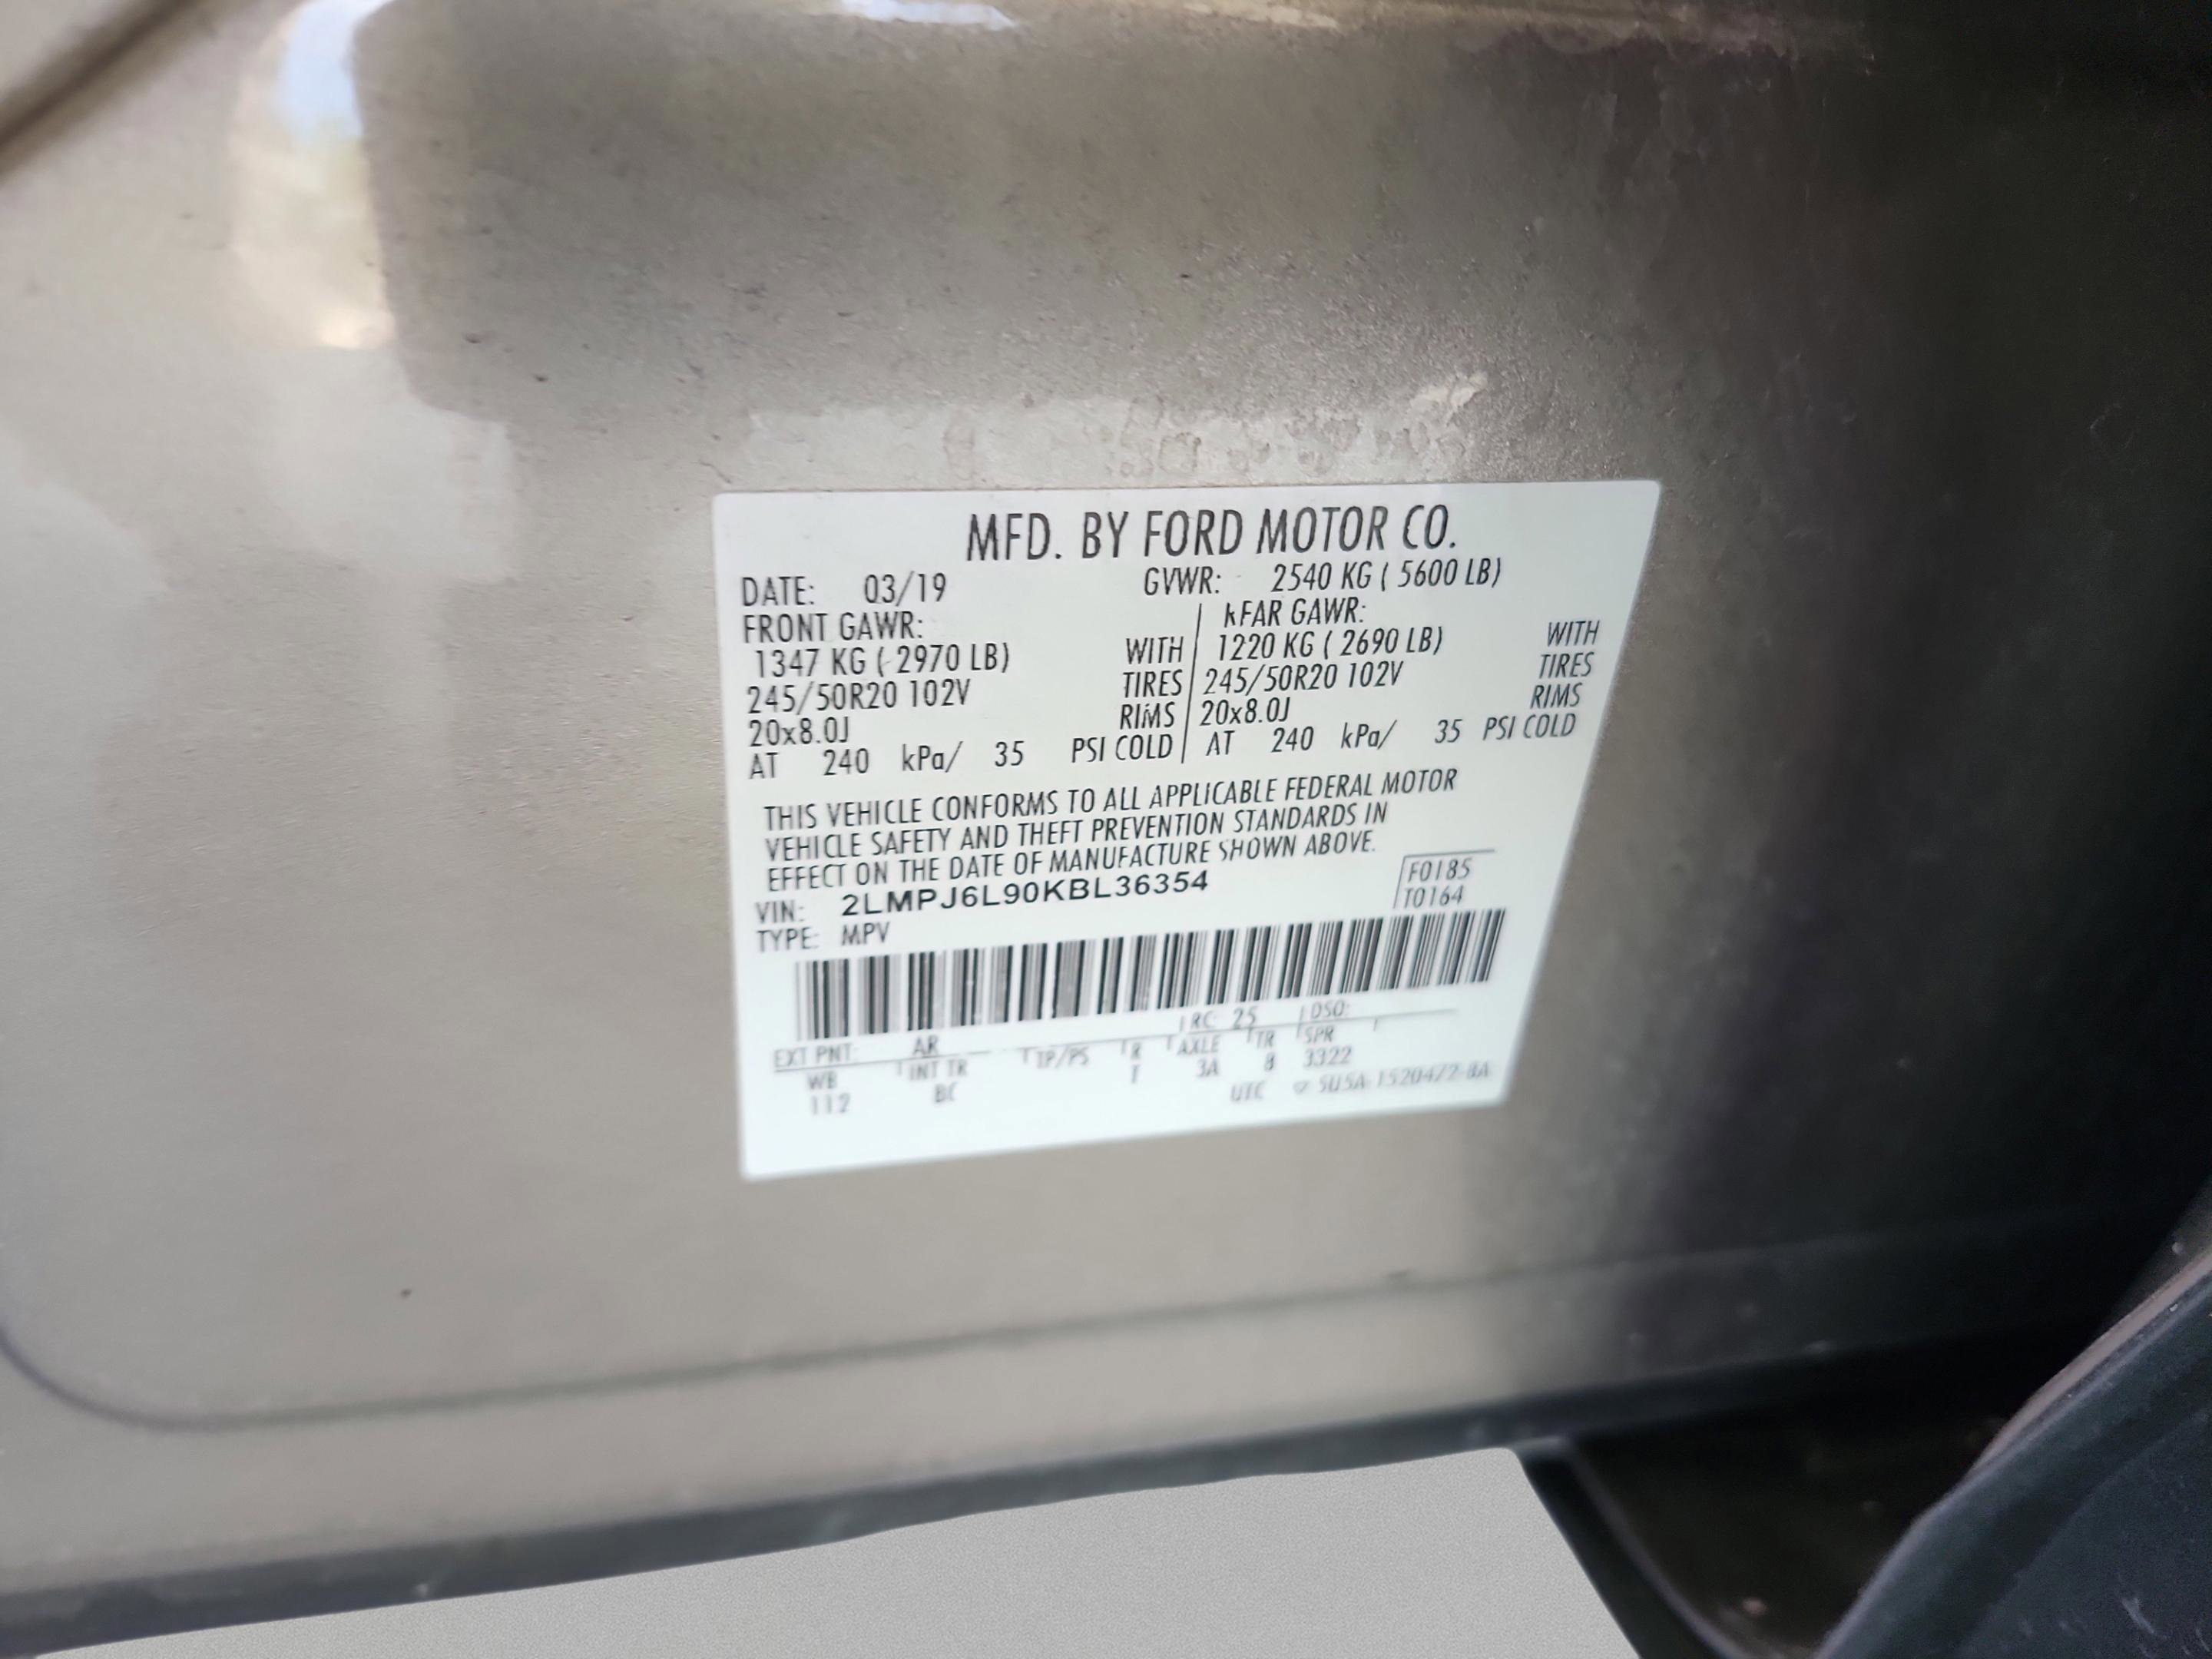 MFD. BY FORD MOTOR CO.
DATE: 03/19 GVWR: 2540 KG ( 5600 LB)
FRONT GAWR: kFAR GAWR:
1347 KG ( 2970 LB) WITH 1220 KG ( 2690 LB) WITH
245/50R20 102V TIRES 245/50R20 102V TIRES
20x8.0J RIMS 20x8.0J RIMS
AT 240 kPa/ 35 PSI COLD AT 240 kPa/ 35 PSI COLD
THIS VEHICLE CONFORMS TO ALL APPLICABLE FEDERAL MOTOR
VEHICLE SAFETY AND THEFT PREVENTION STANDARDS IN
EFFECT ON THE DATE OF MANUFACTURE SHOWN ABOVE.
VIN: 2LMPJ6L90KBL36354 F0185
TYPE: MPV T0164
EXT PNT: AR RC: 25 DSO:
WB INT TR TP/PS R AXLE TR SPR
112 BC 3A 8 3322
UTC